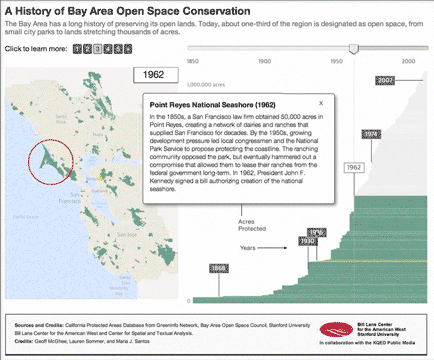 A History of Bay Area Open Space Conservation
The Bay Area has a long history of preserving its open lands. Today, about one-third of the region is designated as open space, from
small city parks to lands stretching thousands of acres.
Click to learn more: 1 2 3 4 5 6
1850 1900 1950 2000
1962
1,000,000 acres
2007
Point Reyes National Seashore (1962) X
In the 1850s, a San Francisco law firm obtained 50,000 acres in
Point Reyes, creating a network of dairies and ranches that
supplied San Francisco for decades. By the 1950s, growing
development pressure led local congressmen and the National
Park Service to propose protecting the coastline. The ranching
community opposed the park, but eventually hammered out a
compromise that allowed them to lease their ranches from the
federal government long-term. In 1962, President John F.
Kennedy signed a bill authorizing creation of the national
seashore.
1974
1962
Acres
Protected
Years
1930
1868
0
San
Francisco
San Jose
Sources and Credits: California Protected Areas Database from GreenInfo Network, Bay Area Open Space Council, Stanford University
Bill Lane Center for the American West and Center for Spatial and Textual Analysis, Stanford University.
Credits: Geoff McGhee, Lauren Sommer, and Maria J. Santos
Bill Lane Center
for the American West
Stanford University
In collaboration with the KQED Public Media